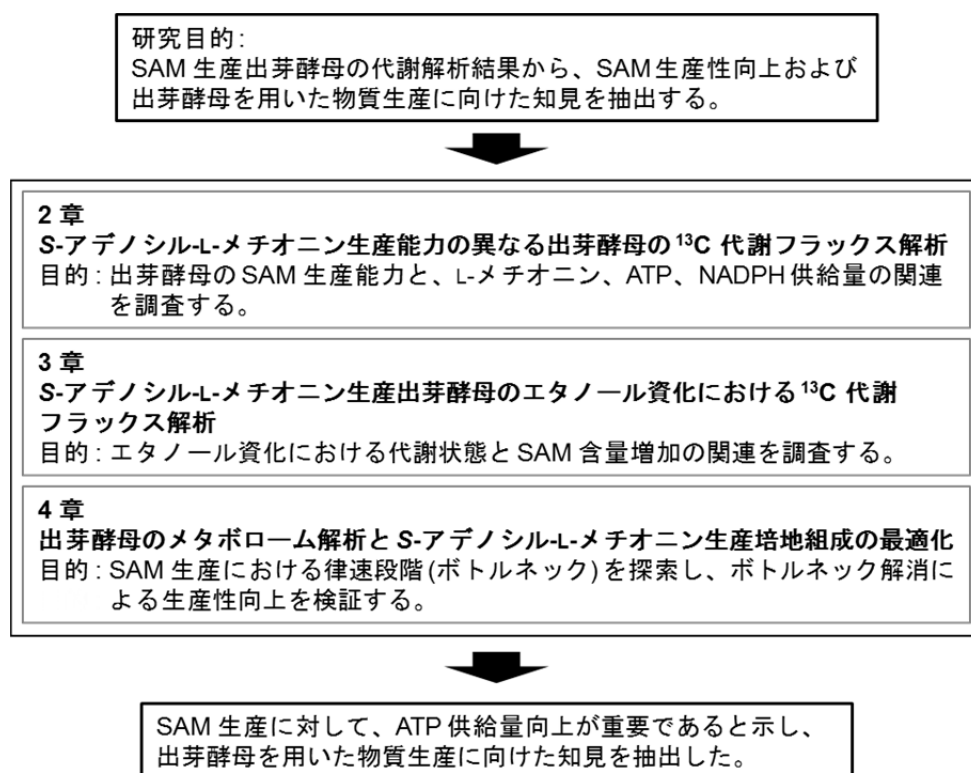 研究目的:
SAM 生産出芽酵母の代謝解析結果から、SAM生産性向上および
出芽酵母を用いた物質生産に向けた知見を抽出する。
2 章
S-アデノシル-L-メチオニン生産能力の異なる出芽酵母の 13C 代謝フラックス解析
目的 : 出芽酵母の SAM 生産能力と、L-メチオニン、ATP、NADPH 供給量の関連
を調査する。
3 章
S-アデノシル-L-メチオニン生産出芽酵母のエタノール資化における 13C 代謝
フラックス解析
目的 : エタノール資化における代謝状態と SAM 含量増加の関連を調査する。
4 章
出芽酵母のメタボローム解析と S-アデノシル-L-メチオニン生産培地組成の最適化
目的 : SAM 生産における律速段階 (ボトルネック) を探索し、ボトルネック解消に
よる生産性向上を検証する。
SAM 生産に対して、ATP 供給量向上が重要であると示し、
出芽酵母を用いた物質生産に向けた知見を抽出した。